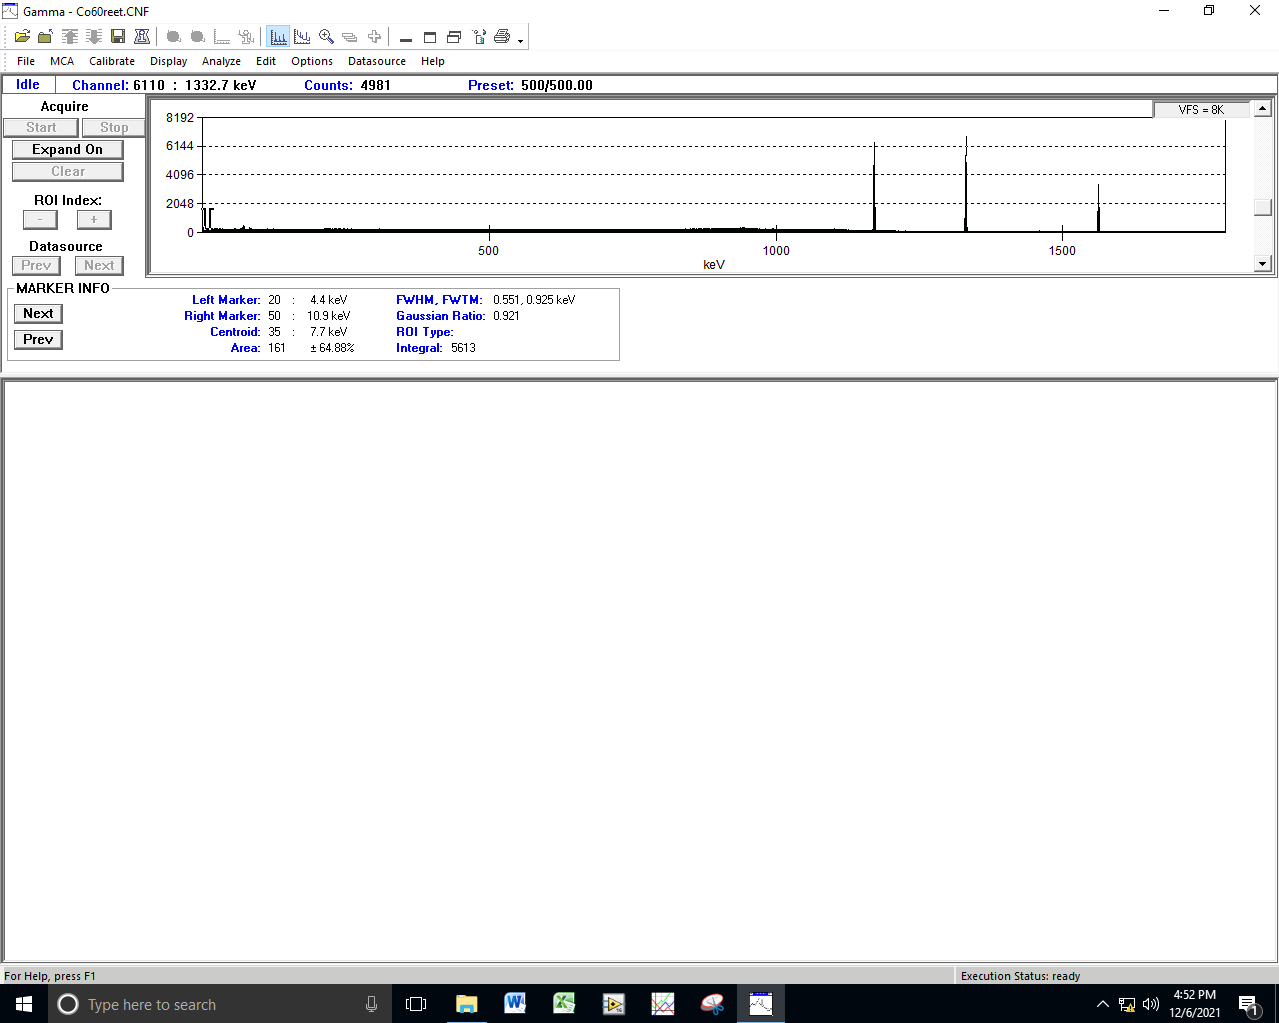 Gamma - Co60reet.CNF
File MCA Calibrate Display Analyze Edit Options Datasource Help
Idle Channel: 6110 : 1332.7 keV Counts: 4981 Preset: 500/500.00
Acquire
Start Stop
Expand On
Clear
ROI Index:
- +
Datasource
Prev Next
VFS = 8K
8192
6144
4096
2048
0
500 1000 1500
keV
MARKER INFO
Next
Prev
Left Marker: 20 : 4.4 keV FWHM, FWTM: 0.551, 0.925 keV
Right Marker: 50 : 10.9 keV Gaussian Ratio: 0.921
Centroid: 35 : 7.7 keV ROI Type:
Area: 161 ± 64.88% Integral: 5613
For Help, press F1 Execution Status: ready
Type here to search
4:52 PM
12/6/2021
1